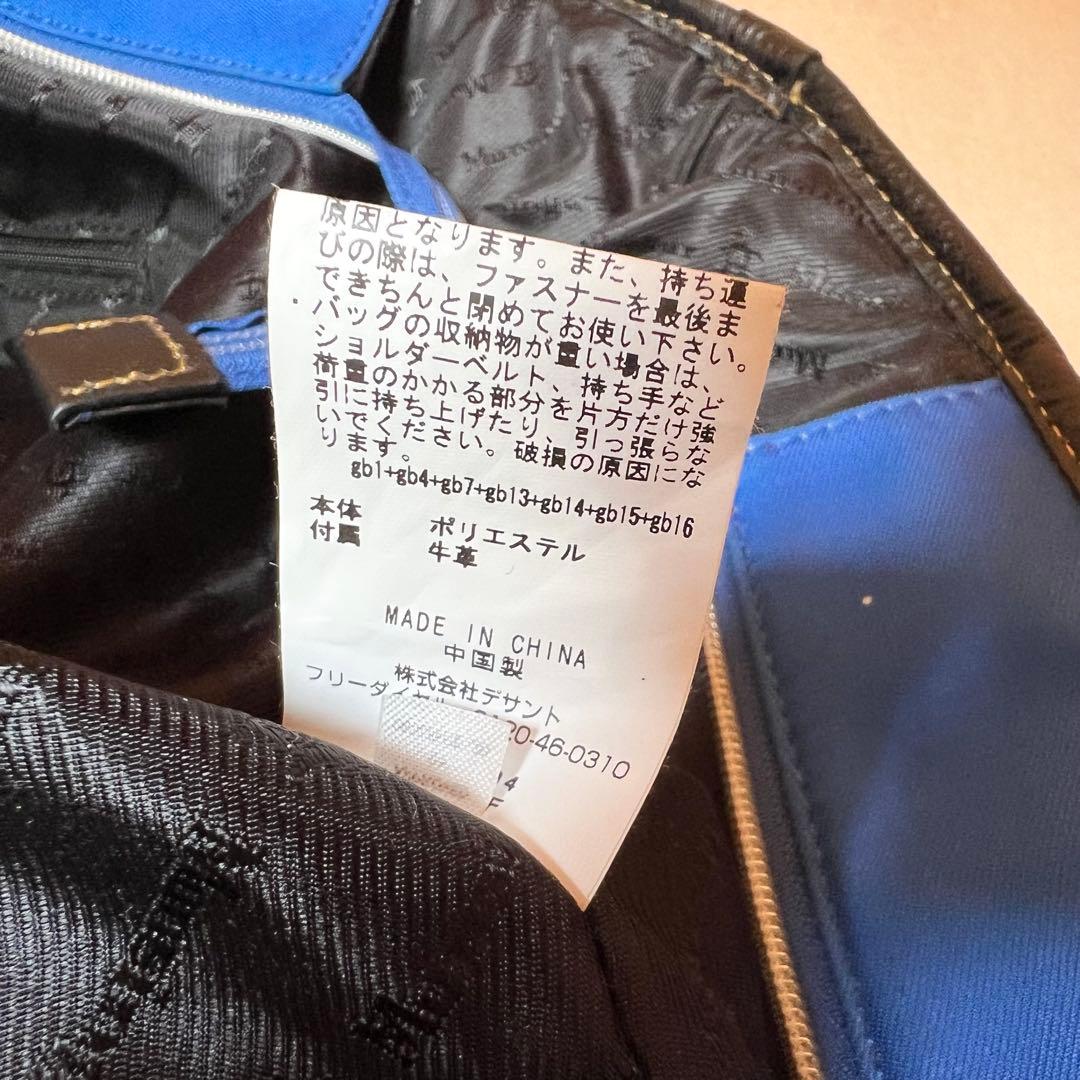 原因となります。また、持ち運
びの際は、ファスナーを最後ま
できちんと閉めてお使い下さい。
バッグの収納物が重い場合は、
ショルダーベルト、持ち手など
荷重のかかる部分を片方だけ強
引に持ち上げたり、引っ張らな
いでください。破損の原因にな
ります。
gb1+gb4+gb7+gb13+gb14+gb15+gb16
本体 ポリエステル
付属 牛革
MADE IN CHINA
中国製
株式会社デサント
フリーダイヤル 0120-46-0310